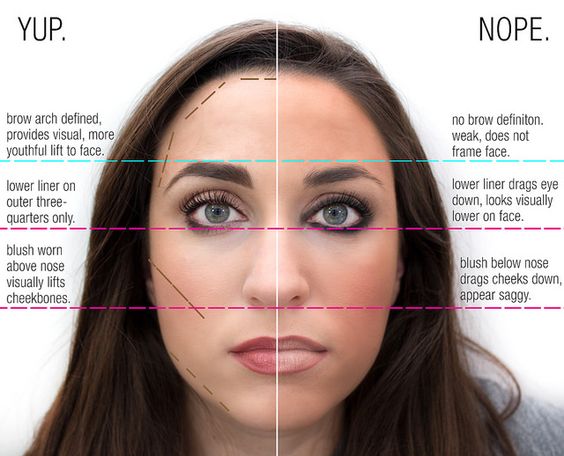 YUP.
NOPE.
brow arch defined,
provides visual, more
youthful lift to face.
no brow definiton.
weak, does not
frame face.
lower liner on
outer three-
quarters only.
lower liner drags eye
down, looks visually
lower on face.
blush worn
above nose
visually lifts
cheekbones.
blush below nose
drags cheeks down,
appear saggy.